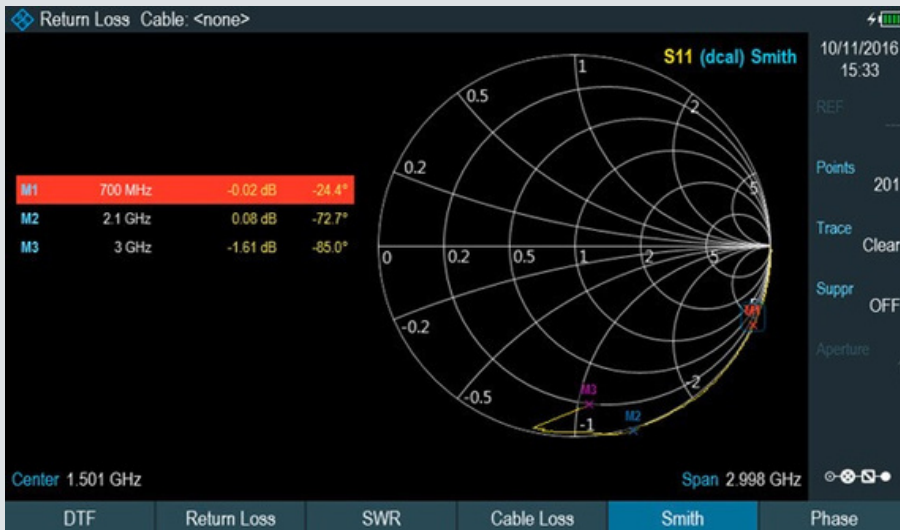 Return Loss Cable: <none>
10/11/2016
15:33
S11 (dcal) Smith
REF
---
Points
201
Trace
Clear
Suppr
OFF
Aperture
M1 700 MHz -0.02 dB -24.4°
M2 2.1 GHz 0.08 dB -72.7°
M3 3 GHz -1.61 dB -85.0°
1
0.5
2
0.2
5
0 0.2 0.5 1 2 5
M1
-0.2
-0.5
-2
M3
M2
-1
Center 1.501 GHz
Span 2.998 GHz
DTF Return Loss SWR Cable Loss Smith Phase